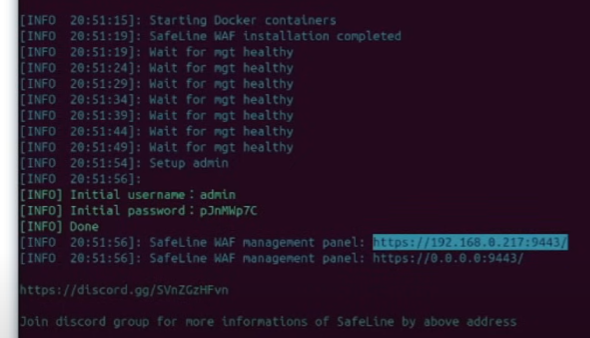 [INFO  20:51:15]: Starting Docker containers
[INFO  20:51:19]: SafeLine WAF installation completed
[INFO  20:51:19]: Wait for mgt healthy
[INFO  20:51:24]: Wait for mgt healthy
[INFO  20:51:29]: Wait for mgt healthy
[INFO  20:51:34]: Wait for mgt healthy
[INFO  20:51:39]: Wait for mgt healthy
[INFO  20:51:44]: Wait for mgt healthy
[INFO  20:51:49]: Wait for mgt healthy
[INFO  20:51:54]: Setup admin
[INFO  20:51:56]:
[INFO] Initial username：admin
[INFO] Initial password：pJnMWp7C
[INFO] Done
[INFO  20:51:56]: SafeLine WAF management panel: https://192.168.0.217:9443/
[INFO  20:51:56]: SafeLine WAF management panel: https://0.0.0.0:9443/
https://discord.gg/SVnZGzHFvn
Join discord group for more informations of SafeLine by above address